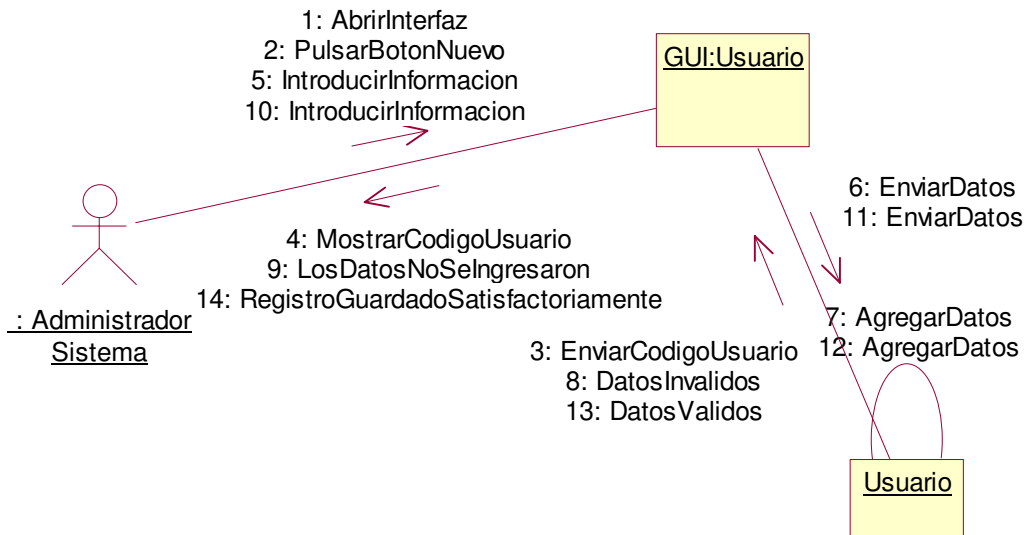 1: AbrirInterfaz
2: PulsarBotonNuevo
5: IntroducirInformacion
10: IntroducirInformacion
GUI:Usuario
6: EnviarDatos
11: EnviarDatos
4: MostrarCodigoUsuario
9: LosDatosNoSeIngresaron
14: RegistroGuardadoSatisfactoriamente
: Administrador
Sistema
7: AgregarDatos
12: AgregarDatos
3: EnviarCodigoUsuario
8: DatosInvalidos
13: DatosValidos
Usuario